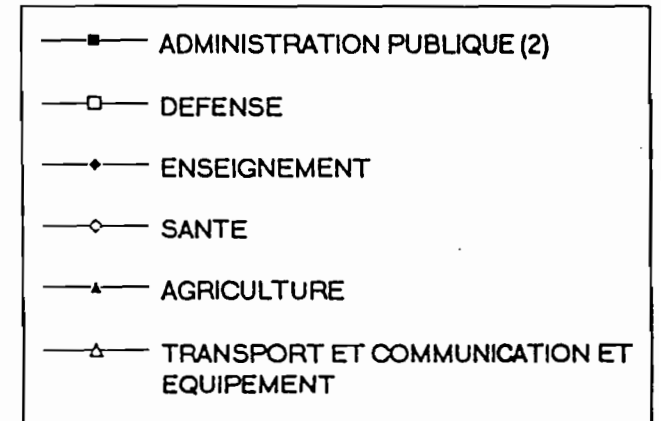 ADMINISTRATION PUBLIQUE (2)
DEFENSE
ENSEIGNEMENT
SANTE
AGRICULTURE
TRANSPORT ET COMMUNICATION ET
EQUIPEMENT